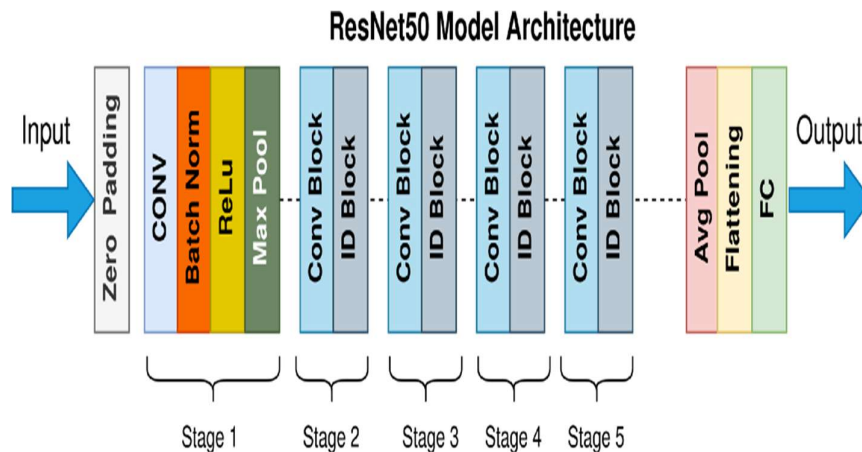 ResNet50 Model Architecture
Input
Zero Padding
CONV
Batch Norm
ReLu
Max Pool
Conv Block
ID Block
Conv Block
ID Block
Conv Block
ID Block
Conv Block
ID Block
Avg Pool
Flattening
FC
Output
Stage 1
Stage 2
Stage 3
Stage 4
Stage 5